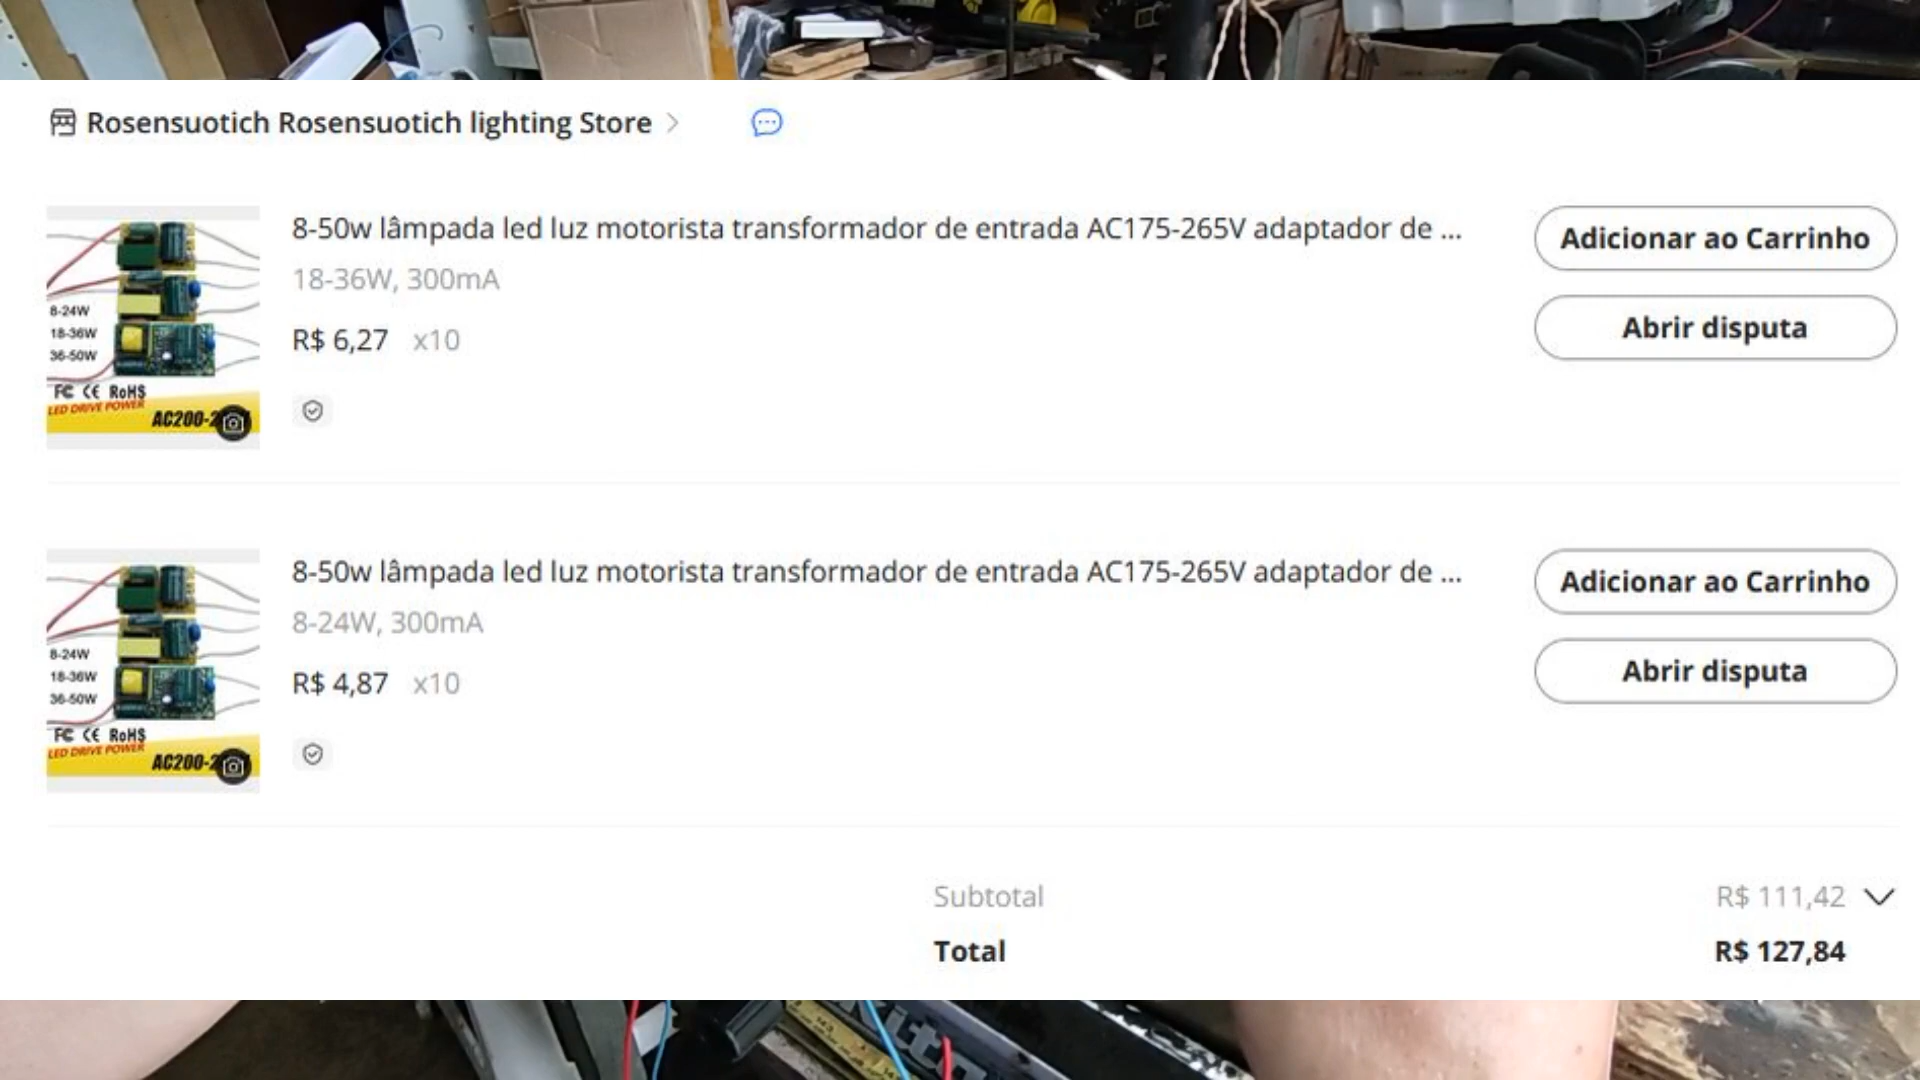 Rosensuotich Rosensuotich lighting Store
8-50w lâmpada led luz motorista transformador de entrada AC175-265V adaptador de ...
18-36W, 300mA
R$ 6,27 x10
Adicionar ao Carrinho
Abrir disputa
8-24W
18-36W
36-50W
FC CE RoHS
LED DRIVE POWER
AC200-2
8-50w lâmpada led luz motorista transformador de entrada AC175-265V adaptador de ...
8-24W, 300mA
R$ 4,87 x10
Adicionar ao Carrinho
Abrir disputa
8-24W
18-36W
36-50W
FC CE RoHS
LED DRIVE POWER
AC200-2
Subtotal R$ 111,42
Total R$ 127,84